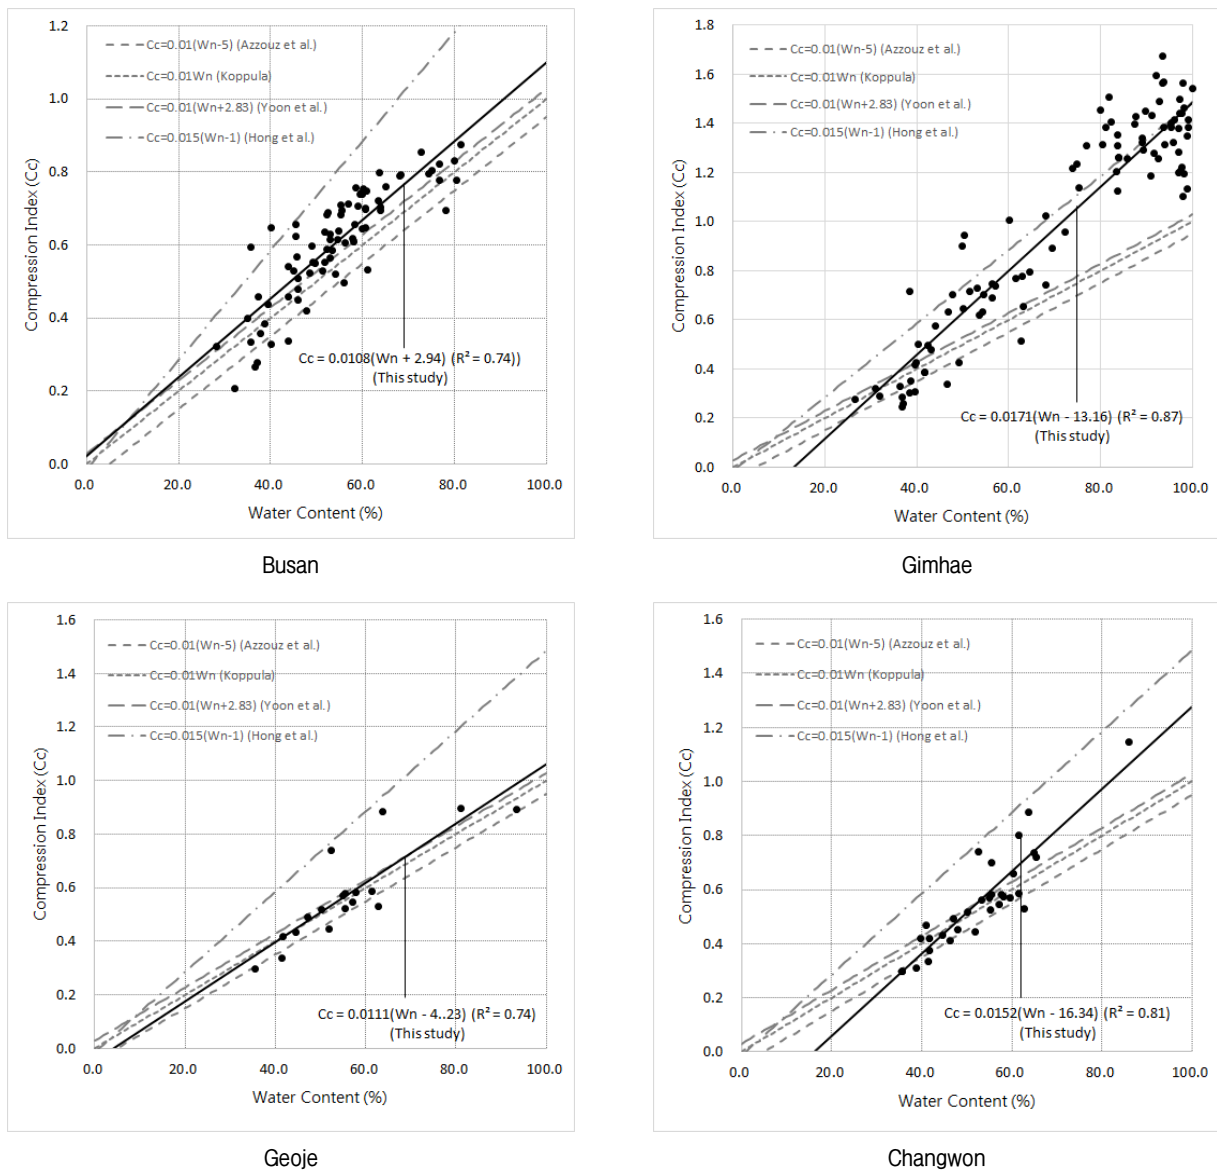 1.2
1.0
0.8
0.6
0.4
0.2
0.0
Compression Index (Cc)
Cc=0.01(Wn-5) (Azzouz et al.)
Cc=0.01Wn (Koppula)
Cc=0.01(Wn+2.83) (Yoon et al.)
Cc=0.015(Wn-1) (Hong et al.)
Cc = 0.0108(Wn + 2.94) (R² = 0.74))
(This study)
0.0 20.0 40.0 60.0 80.0 100.0
Water Content (%)
Busan
1.8
1.6
1.4
1.2
1.0
0.8
0.6
0.4
0.2
0.0
Compression Index (Cc)
Cc=0.01(Wn-5) (Azzouz et al.)
Cc=0.01Wn (Koppula)
Cc=0.01(Wn+2.83) (Yoon et al.)
Cc=0.015(Wn-1) (Hong et al.)
Cc = 0.0171(Wn - 13.16) (R² = 0.87)
(This study)
0.0 20.0 40.0 60.0 80.0 100.0
Water Content (%)
Gimhae
1.6
1.4
1.2
1.0
0.8
0.6
0.4
0.2
0.0
Compression Index (Cc)
Cc=0.01(Wn-5) (Azzouz et al.)
Cc=0.01Wn (Koppula)
Cc=0.01(Wn+2.83) (Yoon et al.)
Cc=0.015(Wn-1) (Hong et al.)
Cc = 0.0111(Wn - 4..23) (R² = 0.74)
(This study)
0.0 20.0 40.0 60.0 80.0 100.0
Water Content (%)
Geoje
1.6
1.4
1.2
1.0
0.8
0.6
0.4
0.2
0.0
Compression Index (Cc)
Cc=0.01(Wn-5) (Azzouz et al.)
Cc=0.01Wn (Koppula)
Cc=0.01(Wn+2.83) (Yoon et al.)
Cc=0.015(Wn-1) (Hong et al.)
Cc = 0.0152(Wn - 16.34) (R² = 0.81)
(This study)
0.0 20.0 40.0 60.0 80.0 100.0
Water Content (%)
Changwon